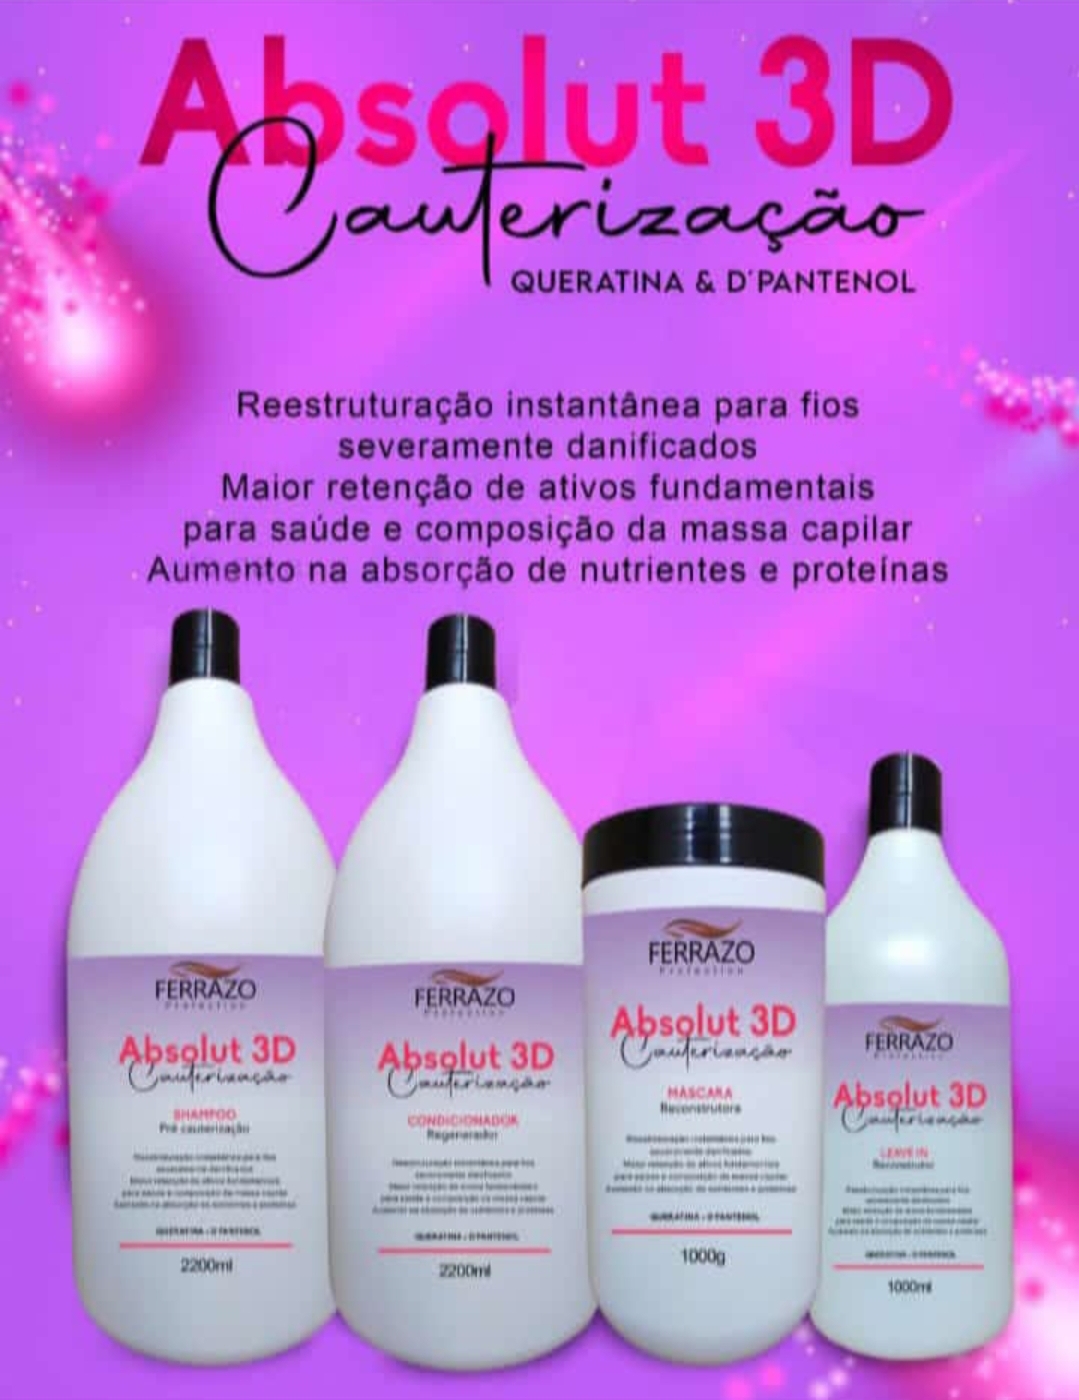 Absolut 3D
Cauterização
QUERATINA & D'PANTENOL
Reestruturação instantânea para fios
severamente danificados
Maior retenção de ativos fundamentais
para saúde e composição da massa capilar
Aumento na absorção de nutrientes e proteínas
FERRAZO
Absolut 3D
Cauterização
SHAMPOO
Pré cauterização
2200ml
FERRAZO
Absolut 3D
Cauterização
CONDICIONADOR
Regenerador
2200ml
FERRAZO
Absolut 3D
Cauterização
MÁSCARA
Reconstrutora
QUERATINA - D'PANTENOL
1000g
FERRAZO
Absolut 3D
Cauterização
LEAVE IN
1000ml